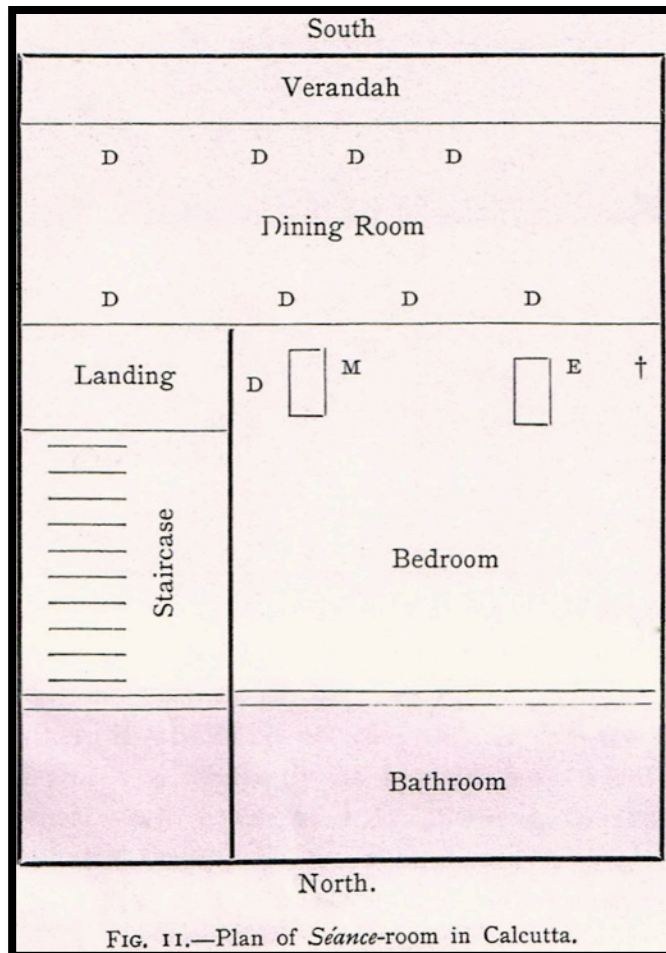 South
Verandah
D D D D
Dining Room
D D D D
Landing
D M E †
Staircase
Bedroom
Bathroom
North.
FIG. 11.—Plan of Séance-room in Calcutta.